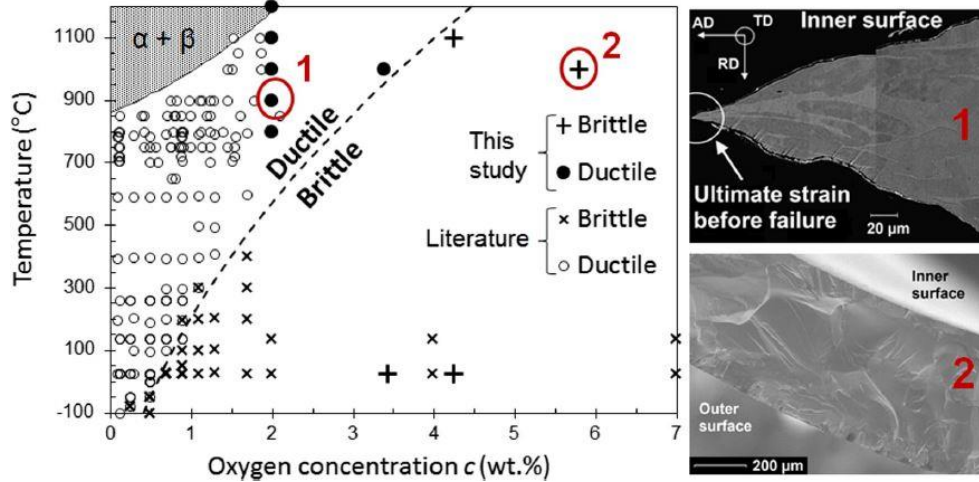 Temperature (°C)
1100
900
700
500
300
100
-100
α + β
1
2
Ductile
Brittle
This study
+ Brittle
● Ductile
Literature
× Brittle
○ Ductile
0
1
2
3
4
5
6
7
Oxygen concentration c (wt.%)
AD
TD
RD
Inner surface
1
Ultimate strain
before failure
20 µm
Inner
surface
2
Outer
surface
200 µm